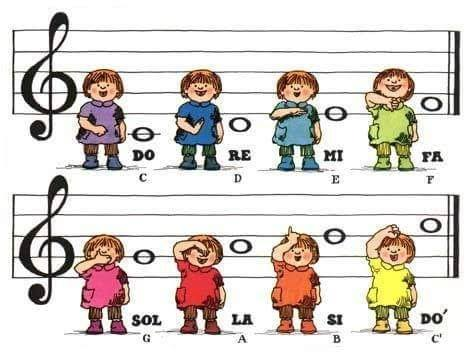 DO RE MI FA
C D E F
SOL LA SI DO'
G A B C'